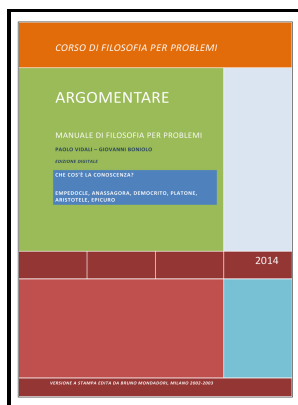 CORSO DI FILOSOFIA PER PROBLEMI
ARGOMENTARE
MANUALE DI FILOSOFIA PER PROBLEMI
PAOLO VIDALI – GIOVANNI BONIOLO
EDIZIONE DIGITALE
CHE COS'È LA CONOSCENZA?
EMPEDOCLE, ANASSAGORA, DEMOCRITO, PLATONE,
ARISTOTELE, EPICURO
2014
VERSIONE A STAMPA EDITA DA BRUNO MONDADORI, MILANO 2002-2003